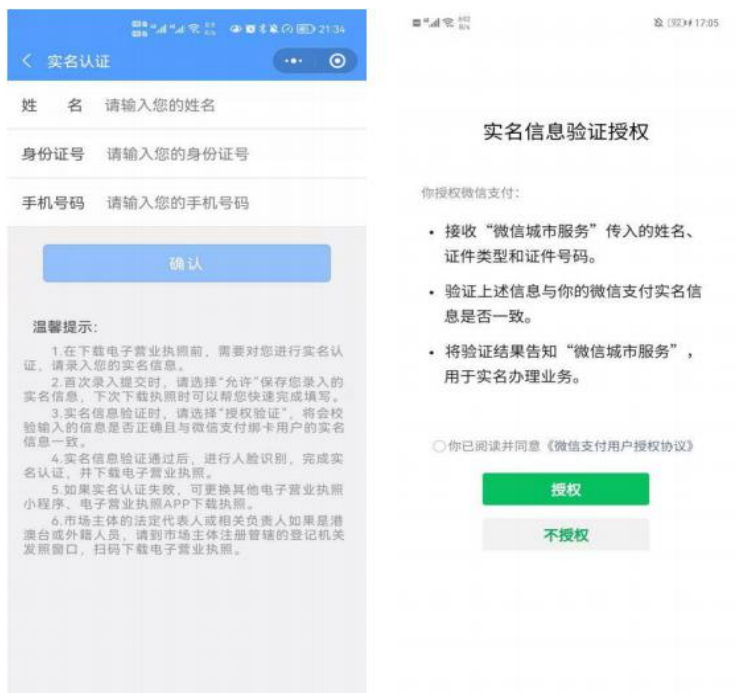 21:34
实名认证
姓 名 请输入您的姓名
身份证号 请输入您的身份证号
手机号码 请输入您的手机号码
确认
温馨提示:
1.在下载电子营业执照前，需要对您进行实名认
证，请录入您的实名信息。
2.首次录入提交时，请选择“允许”保存您录入的
实名信息，下次下载执照时可以帮您快速完成填写。
3.实名信息验证时，请选择“授权验证”，将会校
验输入的信息是否正确且与微信支付绑卡用户的实名
信息一致。
4.实名信息验证通过后，进行人脸识别，完成实
名认证，并下载电子营业执照。
5.如果实名认证失败，可更换其他电子营业执照
小程序、电子营业执照APP下载执照。
6.市场主体的法定代表人或相关负责人如果是港
澳台或外籍人员，请到市场主体注册管辖的登记机关
发照窗口，扫码下载电子营业执照。
17:05
实名信息验证授权
你授权微信支付:
• 接收“微信城市服务”传入的姓名、
证件类型和证件号码。
• 验证上述信息与你的微信支付实名信
息是否一致。
• 将验证结果告知“微信城市服务”，
用于实名办理业务。
你已阅读并同意《微信支付用户授权协议》
授权
不授权